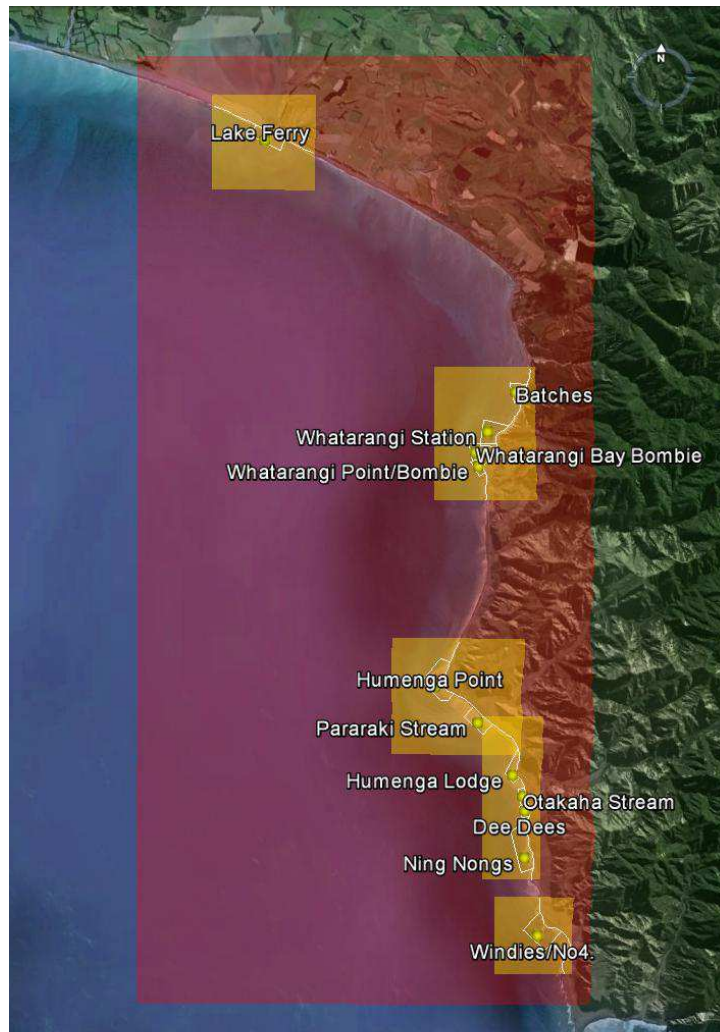 N
Lake Ferry
Batches
Whatarangi Station
Whatarangi Bay Bombie
Whatarangi Point/Bombie
Humenga Point
Pararaki Stream
Humenga Lodge
Otakaha Stream
Dee Dees
Ning Nongs
Windies/No4.